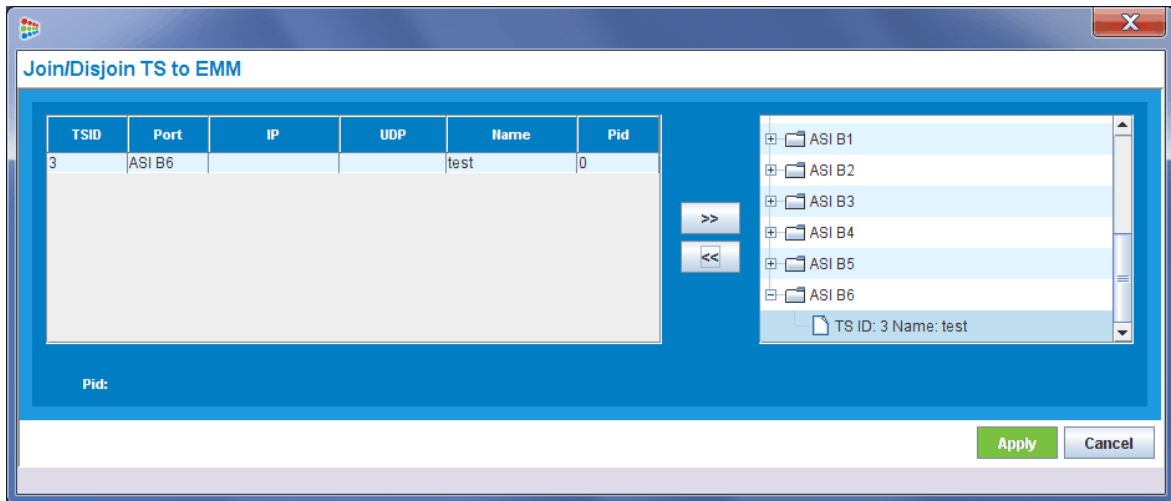 X
Join/Disjoin TS to EMM
TSID Port IP UDP Name Pid
3 ASI B6 test 0
>>
<<
ASI B1
ASI B2
ASI B3
ASI B4
ASI B5
ASI B6
TS ID: 3 Name: test
Pid:
Apply Cancel